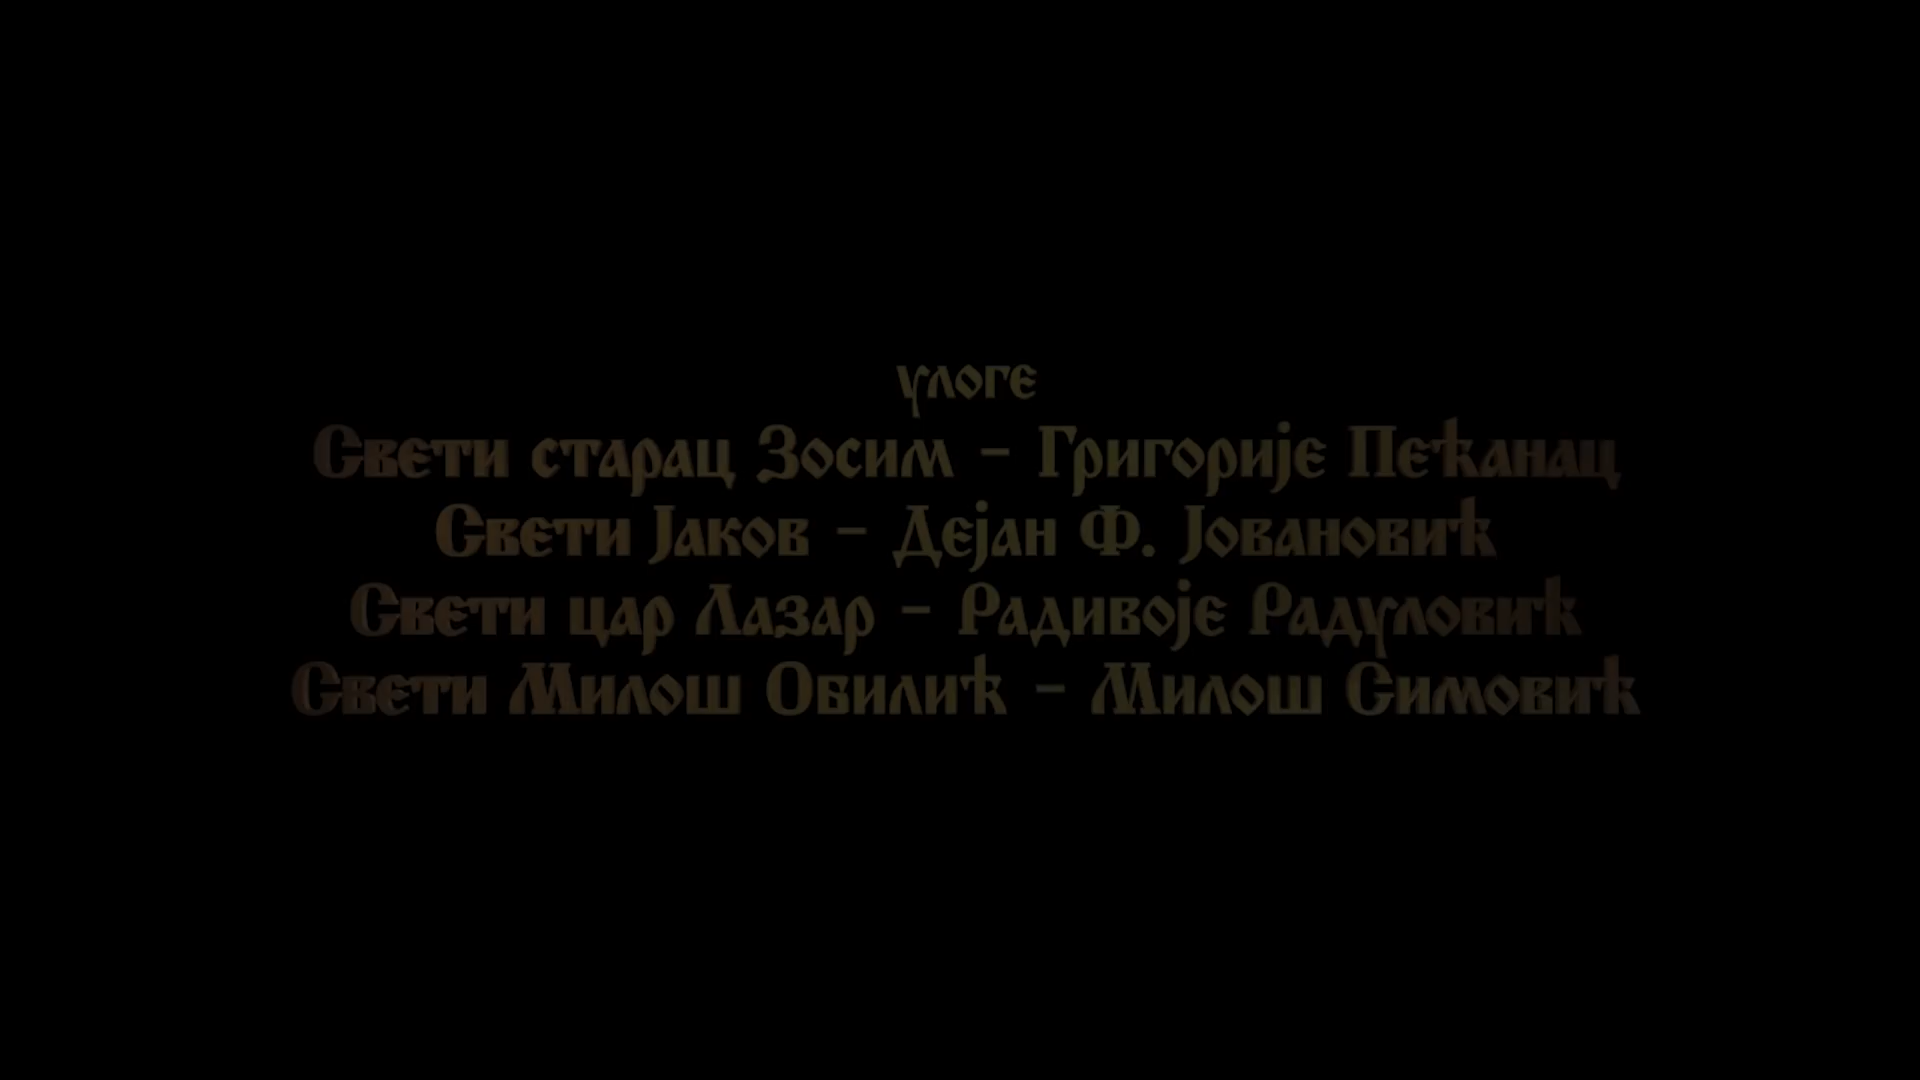 улоге
Свети старац Зосим - Григорије Пећанац
Свети Јаков - Дејан Ф. Јовановић
Свети цар Лазар - Радивоје Радуловић
Свети Милош Обилић - Милош Симовић